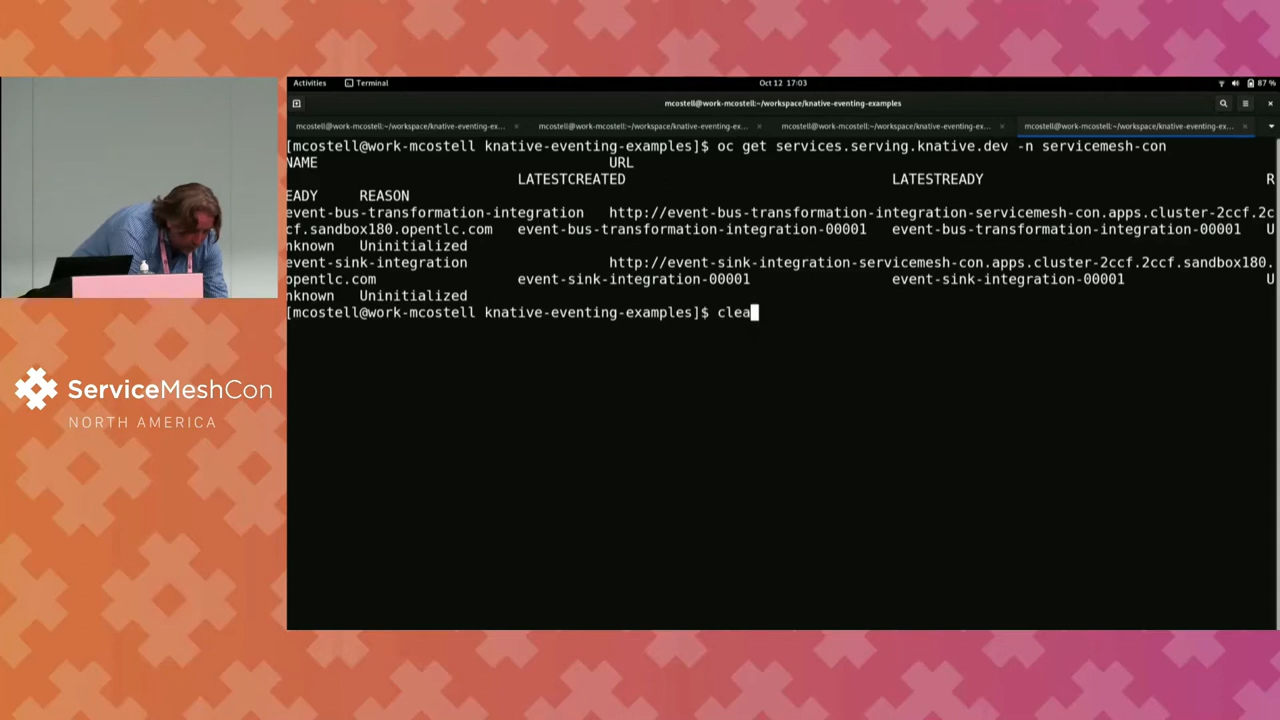 Activities
Terminal
Oct 12 17:03
87 %
mcostell@work-mcostell:~/workspace/knative-eventing-examples
mcostell@work-mcostell:~/workspace/knative-eventing-ex...
mcostell@work-mcostell:~/workspace/knative-eventing-ex...
mcostell@work-mcostell:~/workspace/knative-eventing-ex...
mcostell@work-mcostell:~/workspace/knative-eventing-ex...
[mcostell@work-mcostell knative-eventing-examples]$ oc get services.serving.knative.dev -n servicemesh-con
NAME URL
LATESTCREATED LATESTREADY R
EADY REASON
event-bus-transformation-integration http://event-bus-transformation-integration-servicemesh-con.apps.cluster-2ccf.2c
cf.sandbox180.opentlc.com event-bus-transformation-integration-00001 event-bus-transformation-integration-00001 U
nknown Uninitialized
event-sink-integration http://event-sink-integration-servicemesh-con.apps.cluster-2ccf.2ccf.sandbox180.
opentlc.com event-sink-integration-00001 event-sink-integration-00001 U
nknown Uninitialized
[mcostell@work-mcostell knative-eventing-examples]$ clea
ServiceMeshCon
NORTH AMERICA